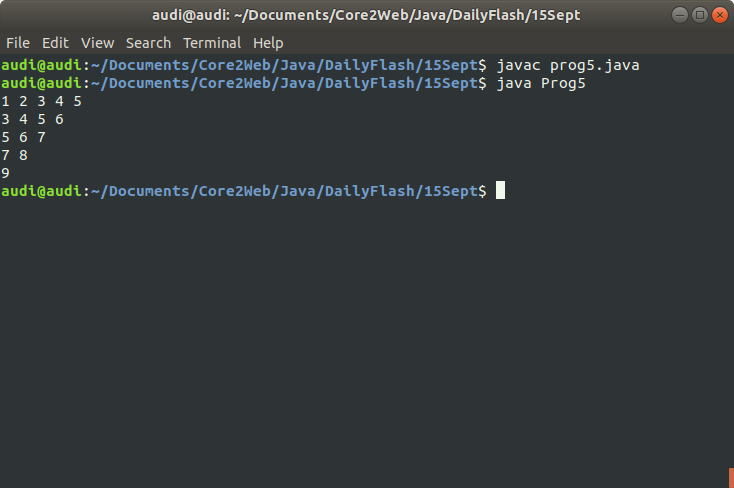 audi@audi: ~/Documents/Core2Web/Java/DailyFlash/15Sept
File Edit View Search Terminal Help
audi@audi:~/Documents/Core2Web/Java/DailyFlash/15Sept$ javac prog5.java
audi@audi:~/Documents/Core2Web/Java/DailyFlash/15Sept$ java Prog5
1 2 3 4 5
3 4 5 6
5 6 7
7 8
9
audi@audi:~/Documents/Core2Web/Java/DailyFlash/15Sept$